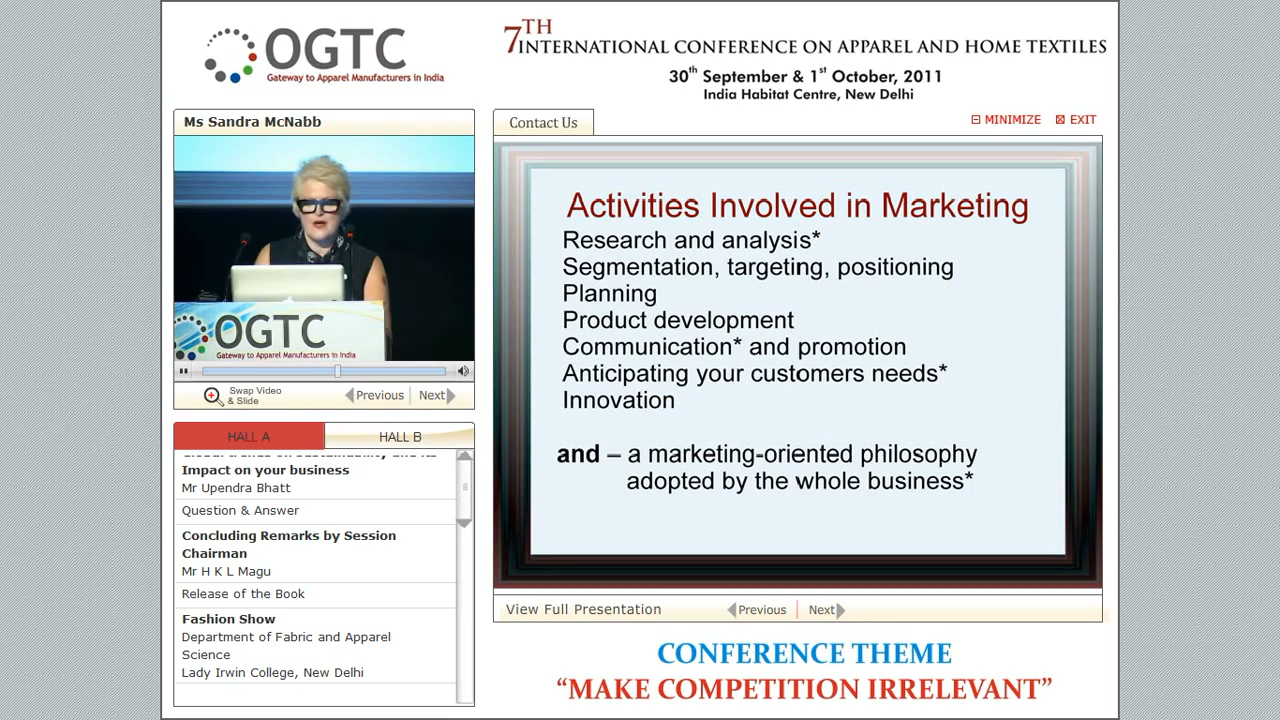 OGTC
Gateway to Apparel Manufacturers in India
7TH INTERNATIONAL CONFERENCE ON APPAREL AND HOME TEXTILES
30th September & 1st October, 2011
India Habitat Centre, New Delhi
Ms Sandra McNabb
OGTC
Gateway to Apparel Manufacturers in India
Swap Video
& Slide
Previous
Next
HALL A
HALL B
Impact on your business
Mr Upendra Bhatt
Question & Answer
Concluding Remarks by Session
Chairman
Mr H K L Magu
Release of the Book
Fashion Show
Department of Fabric and Apparel
Science
Lady Irwin College, New Delhi
Contact Us
MINIMIZE
EXIT
Activities Involved in Marketing
Research and analysis*
Segmentation, targeting, positioning
Planning
Product development
Communication* and promotion
Anticipating your customers needs*
Innovation
and – a marketing-oriented philosophy
adopted by the whole business*
View Full Presentation
Previous
Next
CONFERENCE THEME
“MAKE COMPETITION IRRELEVANT”